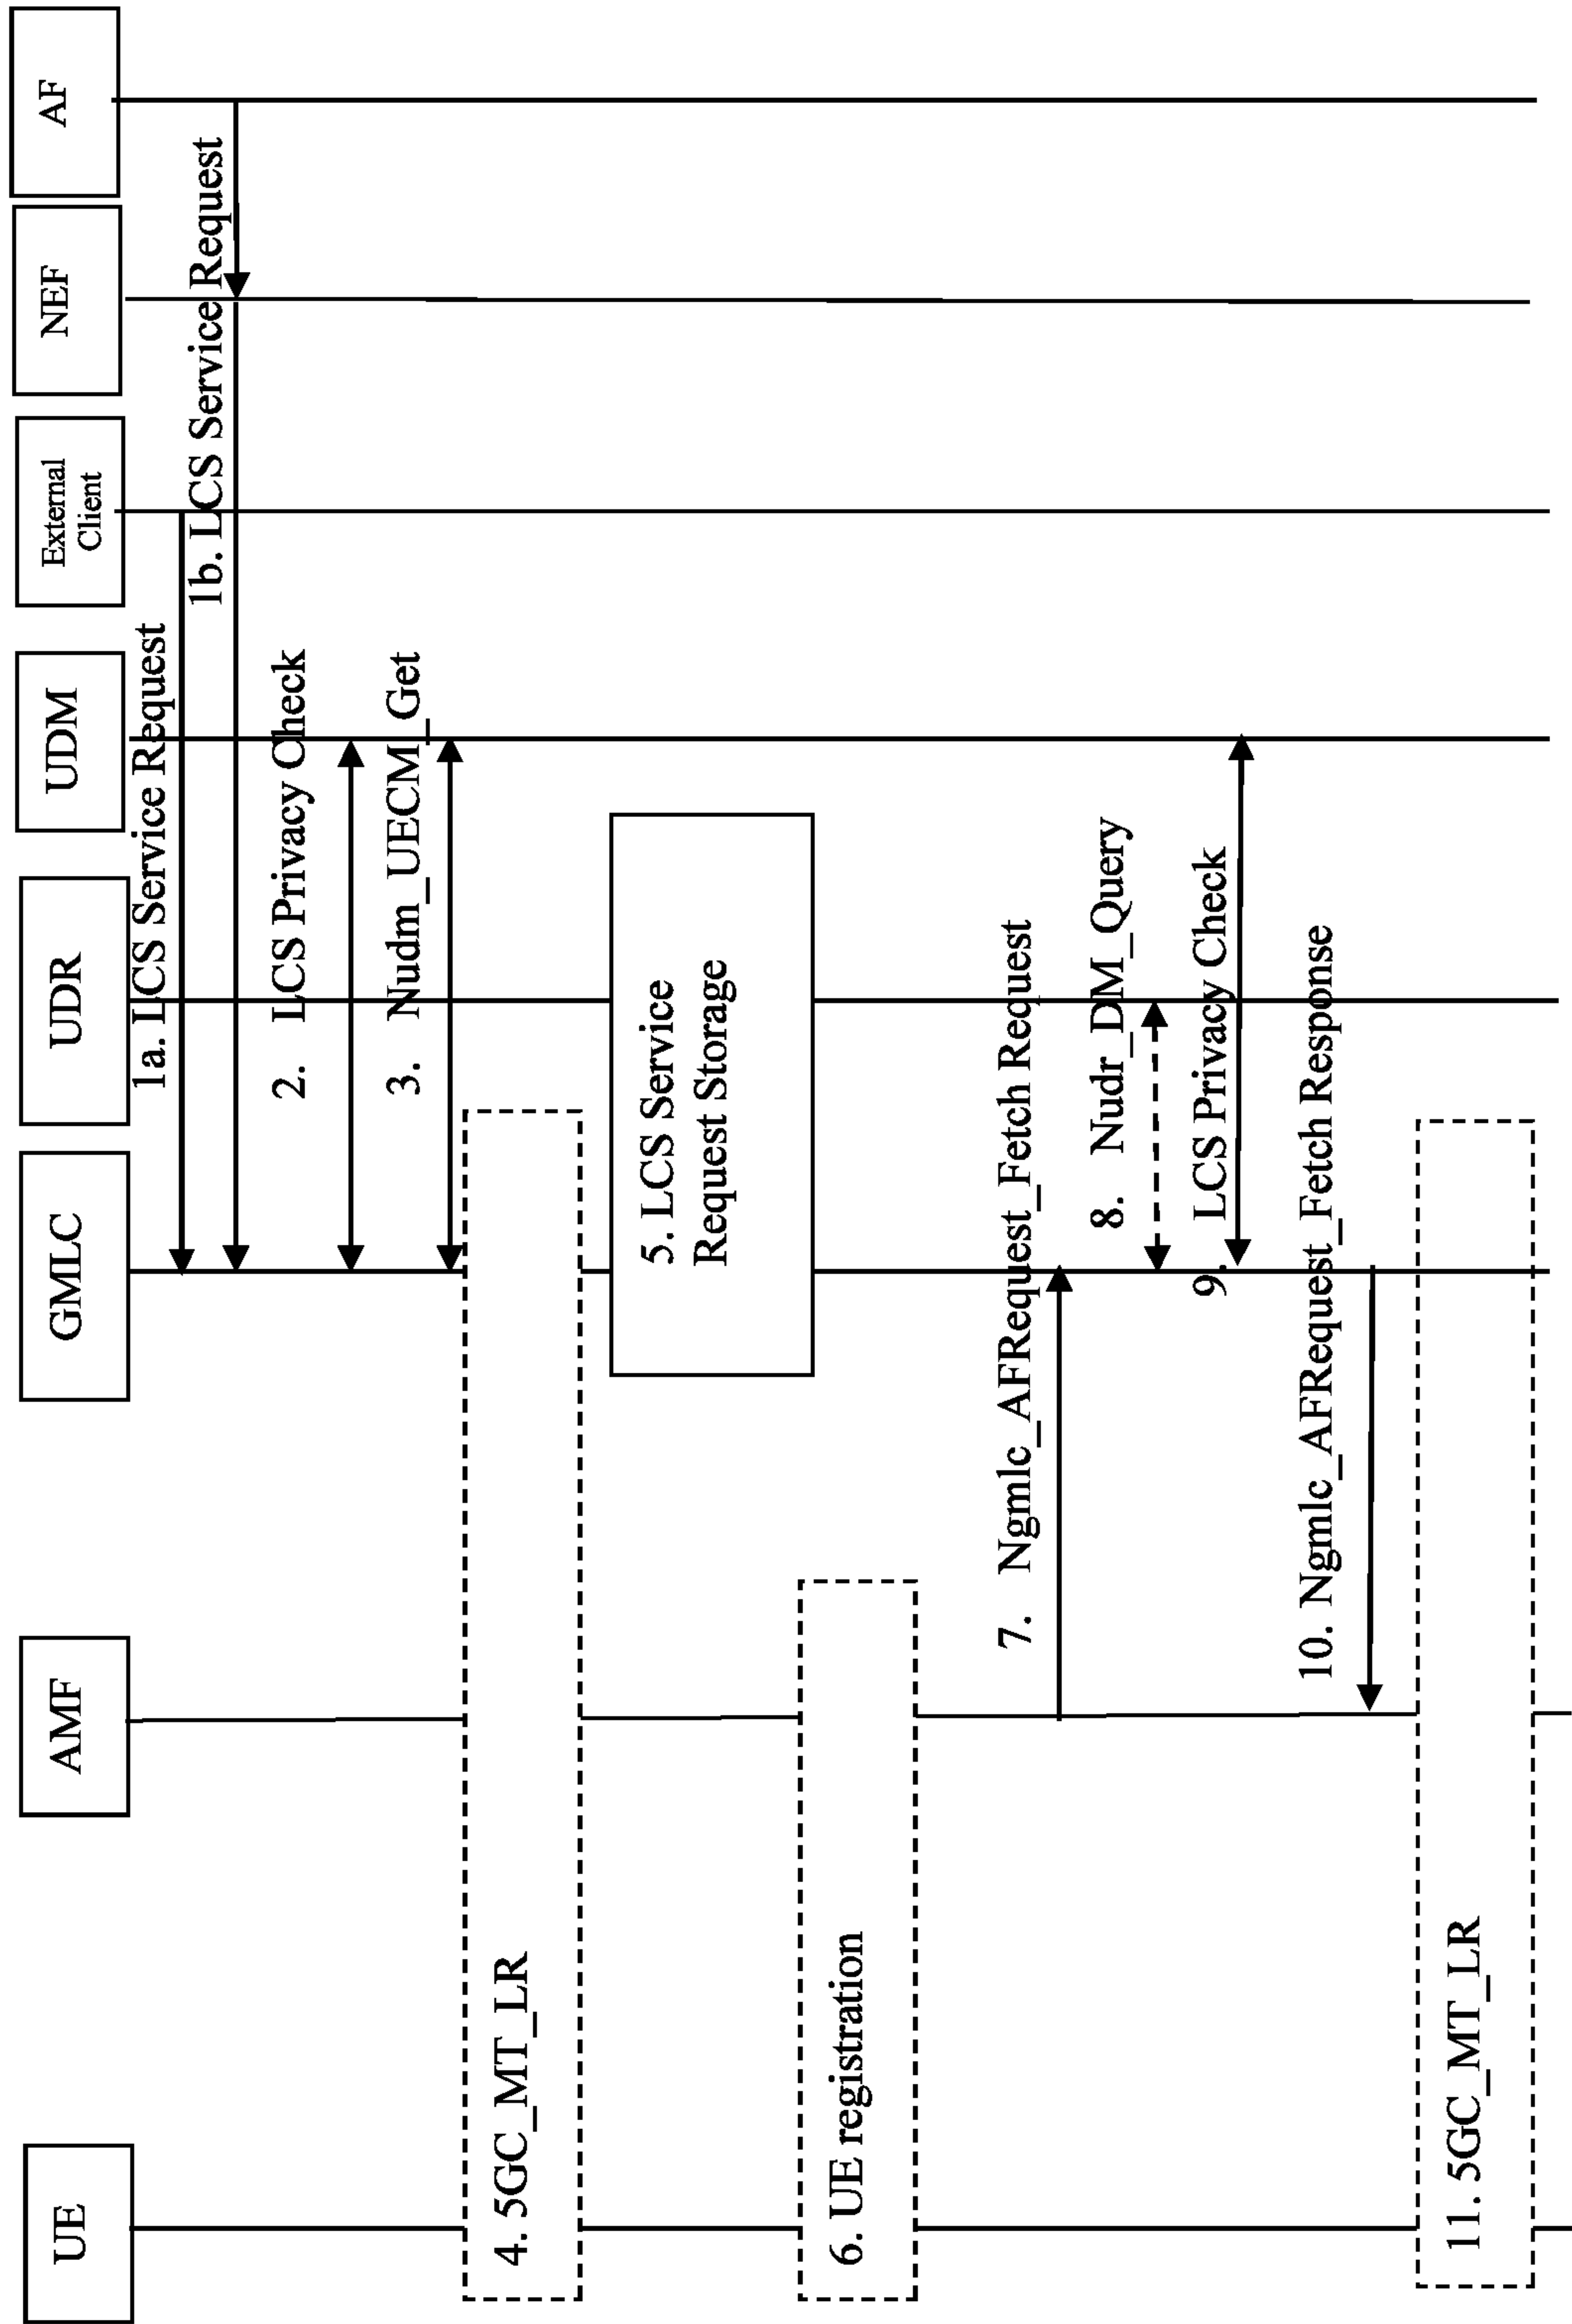 UE
AMF
GMLC
UDR
UDM
External
Client
NEF
AF
1a. LCS Service Request
1b. LCS Service Request
2. LCS Privacy Check
3. Nudm_UECM_Get
4. 5GC_MT_LR
5. LCS Service
Request Storage
6. UE registration
7. Ngmlc_AFRequest_Fetch Request
8. Nudr_DM_Query
9. LCS Privacy Check
10. Ngmlc_AFRequest_Fetch Response
11. 5GC_MT_LR